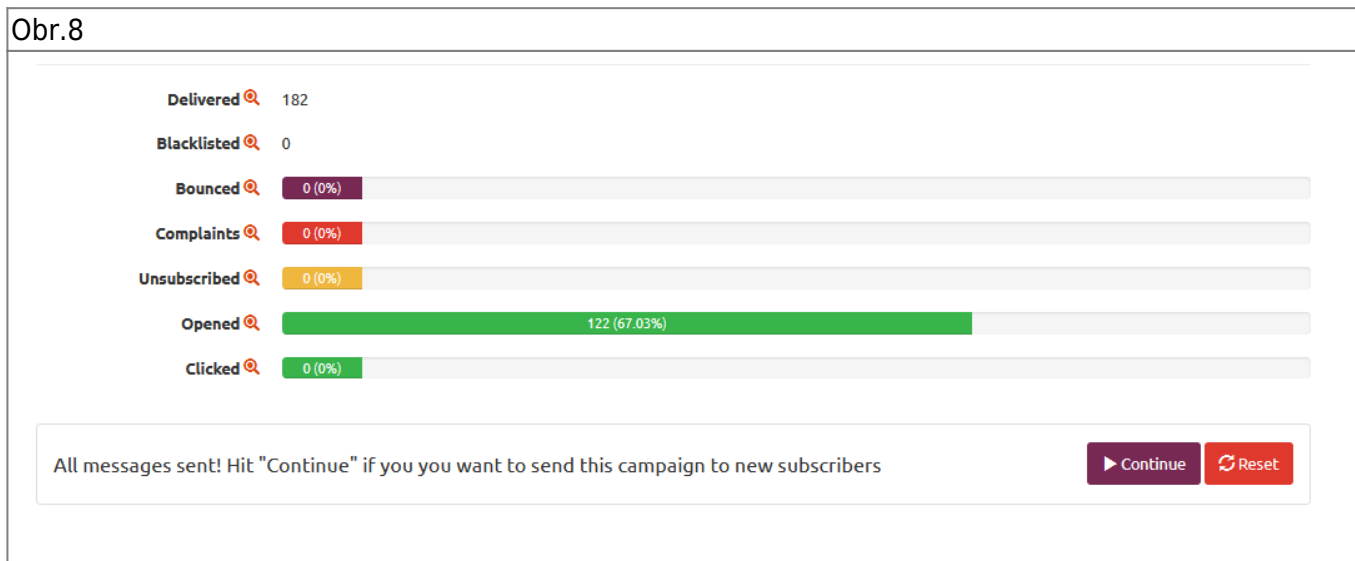 Obr.8
Delivered 182
Blacklisted 0
Bounced 0 (0%)
Complaints 0 (0%)
Unsubscribed 0 (0%)
Opened 122 (67.03%)
Clicked 0 (0%)
All messages sent! Hit "Continue" if you you want to send this campaign to new subscribers Continue Reset